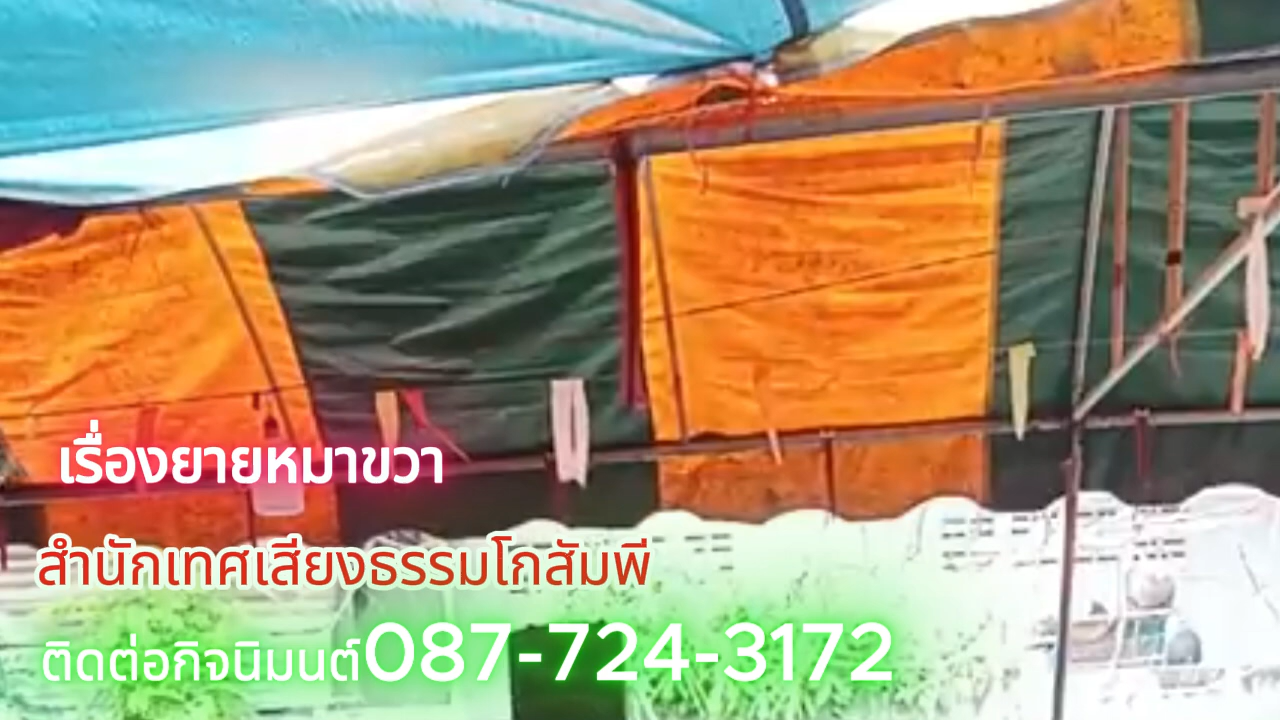 เรื่องยายหมาขวา
สำนักเทศเสียงธรรมโกสัมพี
ติดต่อกิจนิมนต์087-724-3172